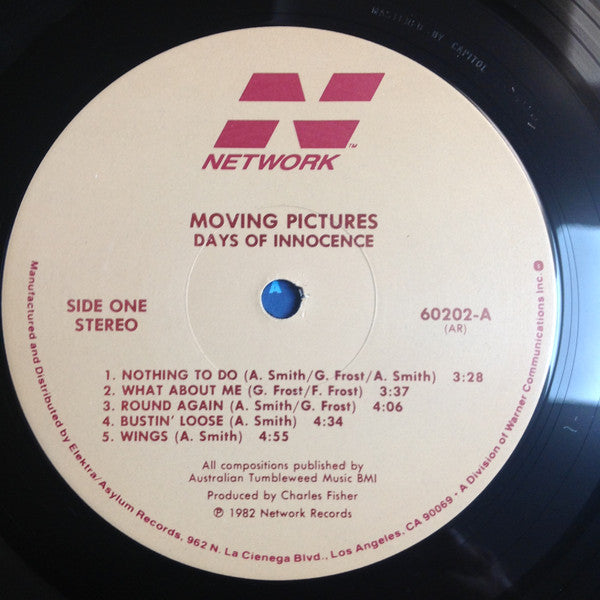 MASTERED BY CAPITOL
NETWORK™
MOVING PICTURES
DAYS OF INNOCENCE
SIDE ONE
STEREO
60202-A
(AR)
1. NOTHING TO DO (A. Smith/G. Frost/A. Smith) 3:28
2. WHAT ABOUT ME (G. Frost/F. Frost) 3:37
3. ROUND AGAIN (A. Smith/G. Frost) 4:06
4. BUSTIN' LOOSE (A. Smith) 4:34
5. WINGS (A. Smith) 4:55
All compositions published by
Australian Tumbleweed Music BMI
Produced by Charles Fisher
℗ 1982 Network Records
Manufactured and Distributed by Elektra/Asylum Records, 962 N. La Cienega Blvd., Los Angeles, CA 90069 - A Division of Warner Communications Inc.